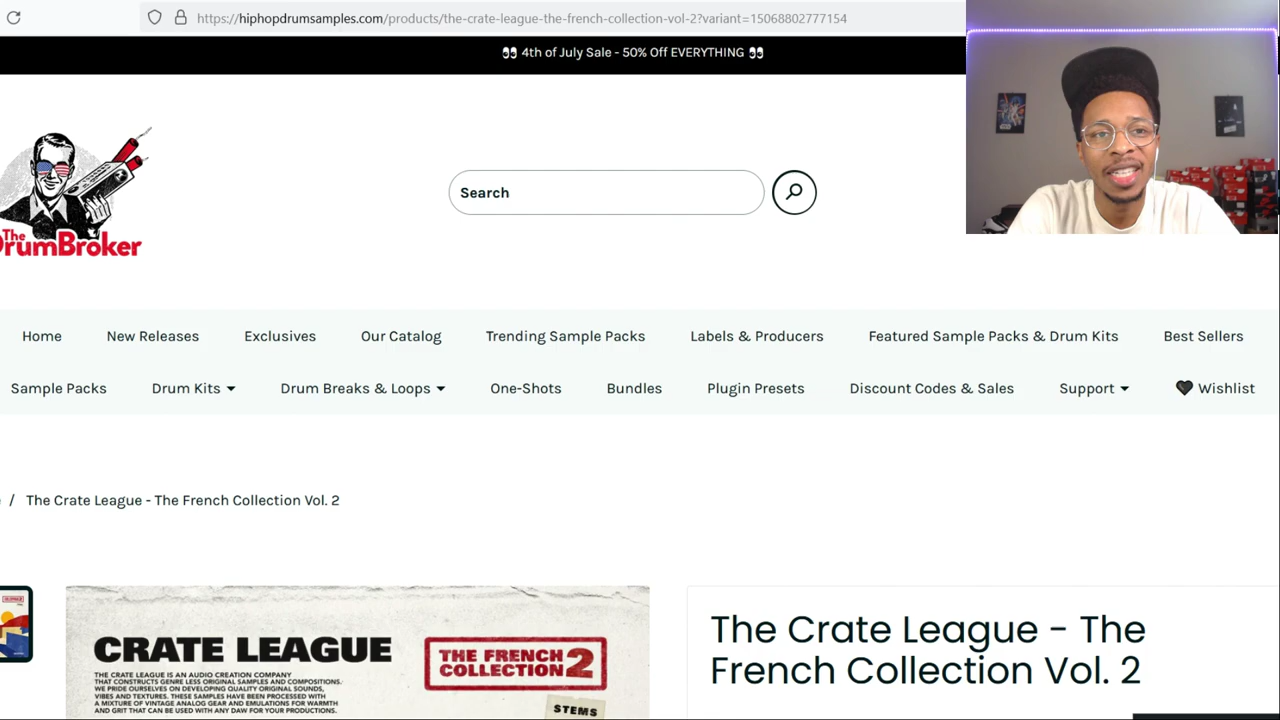 https://hiphopdrumsamples.com/products/the-crate-league-the-french-collection-vol-2?variant=15068802777154
👀 4th of July Sale - 50% Off EVERYTHING 👀
The
DrumBroker
Search
Home New Releases Exclusives Our Catalog Trending Sample Packs Labels & Producers Featured Sample Packs & Drum Kits Best Sellers
Sample Packs Drum Kits Drum Breaks & Loops One-Shots Bundles Plugin Presets Discount Codes & Sales Support 🖤 Wishlist
/ The Crate League - The French Collection Vol. 2
CRATE LEAGUE
THE CRATE LEAGUE IS AN AUDIO CREATION COMPANY
THAT CONSTRUCTS GENRE LESS ORIGINAL SAMPLES AND COMPOSITIONS.
WE PRIDE OURSELVES ON DEVELOPING QUALITY ORIGINAL SOUNDS,
VIBES AND TEXTURES. THESE SAMPLES HAVE BEEN PROCESSED WITH
A MIXTURE OF VINTAGE ANALOG GEAR AND EMULATIONS FOR WARMTH
AND GRIT THAT CAN BE USED WITH ANY DAW FOR YOUR PRODUCTIONS.
THE FRENCH
COLLECTION 2
STEMS
The Crate League - The
French Collection Vol. 2